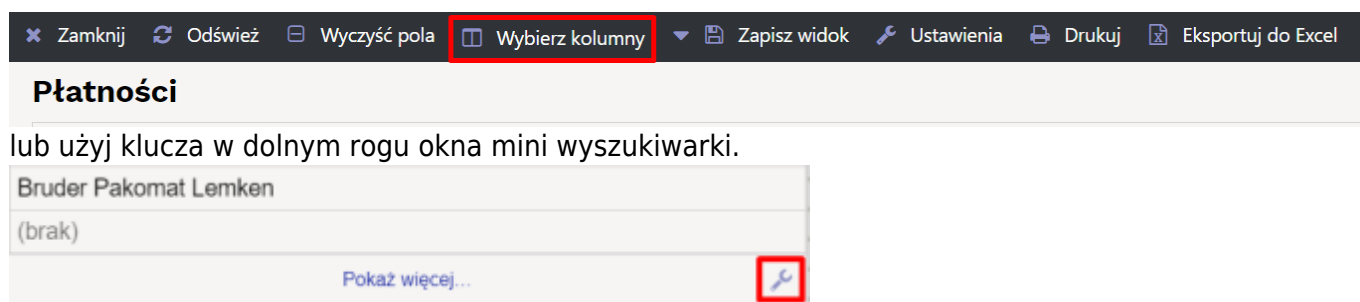 Zamknij Odśwież Wyczyść pola Wybierz kolumny Zapisz widok Ustawienia Drukuj Eksportuj do Excel
Płatności
lub użyj klucza w dolnym rogu okna mini wyszukiwarki.
Bruder Pakomat Lemken
(brak)
Pokaż więcej...